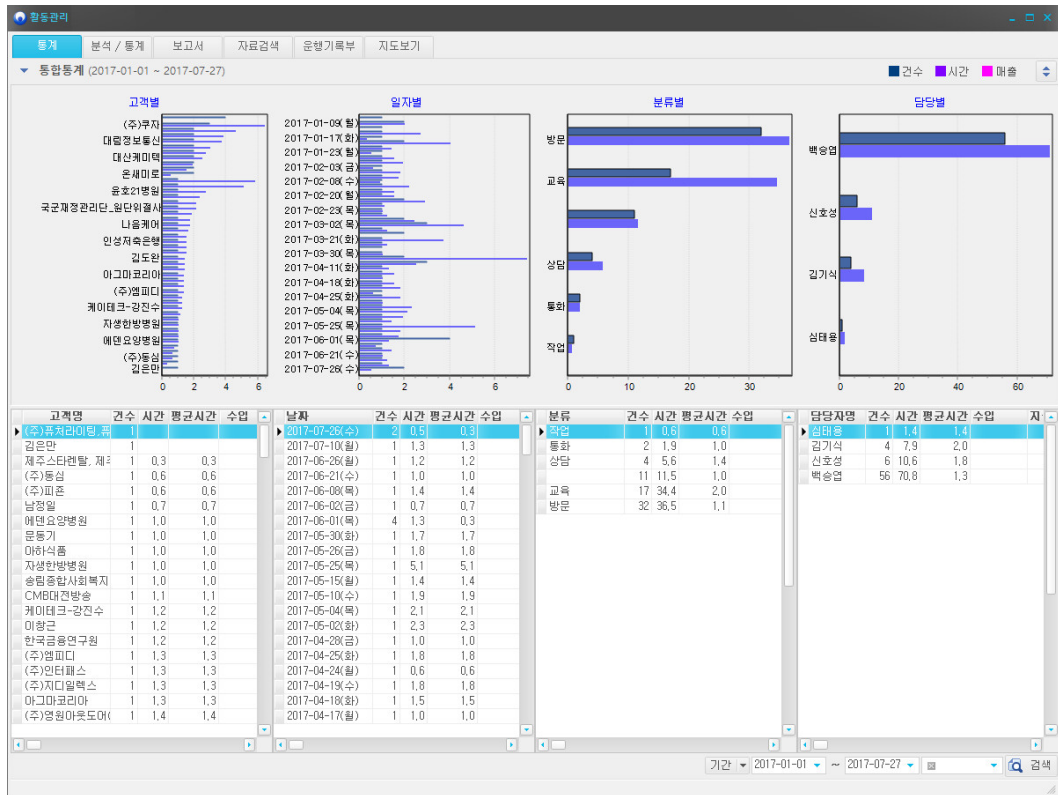 활동관리
통계 분석 / 통계 보고서 자료검색 운행기록부 지도보기
통합통계 (2017-01-01 ~ 2017-07-27) 건수 시간 매출
고객별
(주)쿠자
대림정보통신
대산케미텍
온새미로
윤호21병원
국군재정관리단_원단위결사
나음케어
인성저축은행
김도완
아그마코리아
(주)엠피디
케이테크-강진수
자생한방병원
에덴요양병원
(주)동심
김은만
0 2 4 6
일자별
2017-01-09(월)
2017-01-17(화)
2017-01-23(월)
2017-02-03(금)
2017-02-08(수)
2017-02-20(월)
2017-02-23(목)
2017-03-02(목)
2017-03-21(화)
2017-03-30(목)
2017-04-11(화)
2017-04-18(화)
2017-04-25(화)
2017-05-04(목)
2017-05-25(목)
2017-06-01(목)
2017-06-21(수)
2017-07-26(수)
0 2 4 6
분류별
방문
교육
상담
통화
작업
0 10 20 30
담당별
백승엽
신호성
김기식
심태용
0 20 40 60
고객명 건수 시간 평균시간 수입
(주)퓨처라이팅,퓨 1
김은만 1
제주스타렌탈, 제주 1 0,3 0,3
(주)동심 1 0,6 0,6
(주)피죤 1 0,6 0,6
남정일 1 0,7 0,7
에덴요양병원 1 1,0 1,0
문동기 1 1,0 1,0
아하식품 1 1,0 1,0
자생한방병원 1 1,0 1,0
송림종합사회복지 1 1,0 1,0
CMB대전방송 1 1,1 1,1
케이테크-강진수 1 1,2 1,2
이창근 1 1,2 1,2
한국금융연구원 1 1,2 1,2
(주)엠피디 1 1,3 1,3
(주)인터패스 1 1,3 1,3
(주)지디일렉스 1 1,3 1,3
아그마코리아 1 1,3 1,3
(주)영원아웃도어( 1 1,4 1,4
날짜 건수 시간 평균시간 수입
2017-07-26(수) 2 0,5 0,3
2017-07-10(월) 1 1,3 1,3
2017-06-26(월) 1 1,2 1,2
2017-06-21(수) 1 1,0 1,0
2017-06-08(목) 1 1,4 1,4
2017-06-02(금) 1 0,7 0,7
2017-06-01(목) 4 1,3 0,3
2017-05-30(화) 1 1,7 1,7
2017-05-26(금) 1 1,8 1,8
2017-05-25(목) 1 5,1 5,1
2017-05-15(월) 1 1,4 1,4
2017-05-10(수) 1 1,9 1,9
2017-05-04(목) 1 2,1 2,1
2017-05-02(화) 1 2,3 2,3
2017-04-28(금) 1 1,0 1,0
2017-04-25(화) 1 1,8 1,8
2017-04-24(월) 1 0,6 0,6
2017-04-19(수) 1 1,8 1,8
2017-04-18(화) 1 1,5 1,5
2017-04-17(월) 1 1,0 1,0
분류 건수 시간 평균시간 수입
작업 1 0,6 0,6
통화 2 1,9 1,0
상담 4 5,6 1,4
11 11,5 1,0
교육 17 34,4 2,0
방문 32 36,5 1,1
담당자명 건수 시간 평균시간 수입 지
심태용 1 1,4 1,4
김기식 4 7,9 2,0
신호성 6 10,6 1,8
백승엽 56 70,8 1,3
기간 2017-01-01 ~ 2017-07-27 검색